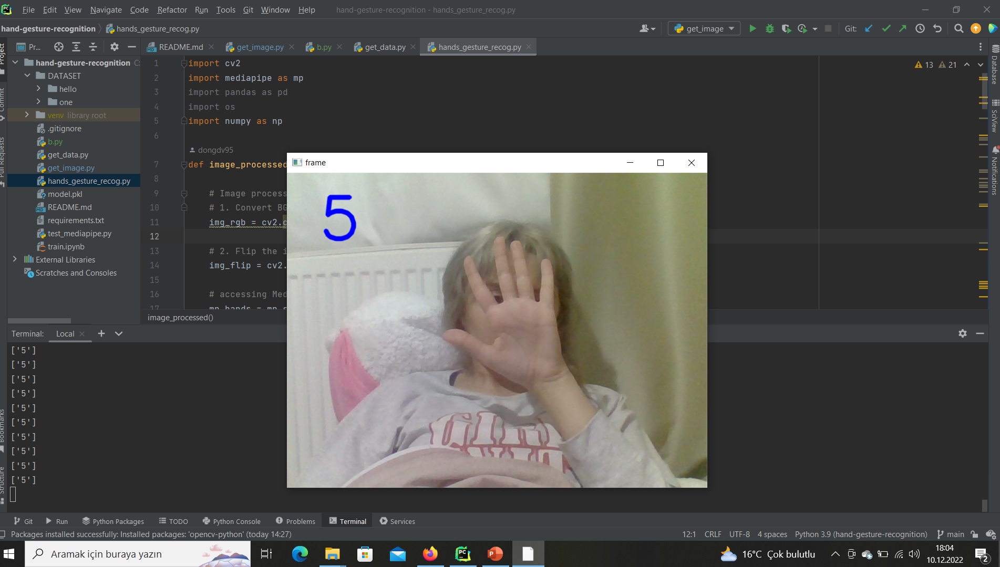 File Edit View Navigate Code Refactor Run Tools Git Window Help hand-gesture-recognition - hands_gesture_recog.py
hand-gesture-recognition hands_gesture_recog.py get_image Git:
Project
Pr...
README.md get_image.py b.py get_data.py hands_gesture_recog.py
hand-gesture-recognition C:
DATASET
hello
one
venv library root
.gitignore
b.py
get_data.py
get_image.py
hands_gesture_recog.py
model.pkl
README.md
requirements.txt
test_mediapipe.py
train.ipynb
External Libraries
Scratches and Consoles
Commit
Pull Requests
1 import cv2
2 import mediapipe as mp
3 import pandas as pd
4 import os
5 import numpy as np
6
dongdv95
7 def image_processed
8
9 # Image process
10 # 1. Convert BG
11 img_rgb = cv2.c
12
13 # 2. Flip the i
14 img_flip = cv2.
15
16 # accessing Med
17 mp_hands = mp.s
image_processed()
13 21
Database
SciView
Notifications
frame
5
Terminal: Local
['5']
['5']
['5']
['5']
['5']
['5']
['5']
['5']
['5']
['5']
Bookmarks
Structure
Git Run Python Packages TODO Python Console Problems Terminal Services
Packages installed successfully: Installed packages: 'opencv-python' (today 14:27) 12:1 CRLF UTF-8 4 spaces Python 3.9 (hand-gesture-recognition) main
Aramak için buraya yazın
16°C Çok bulutlu
18:04
10.12.2022
2